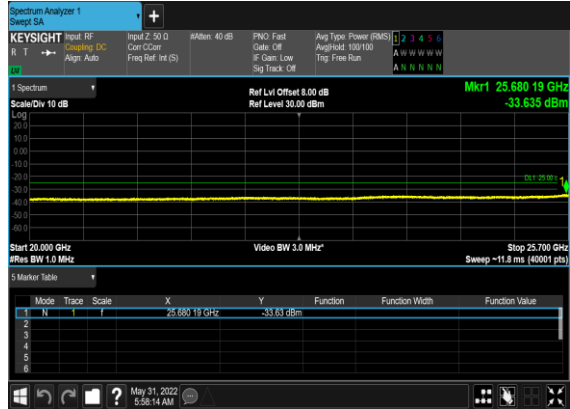 Spectrum Analyzer 1
Swept SA
+
KEYSIGHT Input: RF Input Z: 50 Ω #Atten: 40 dB PNO: Fast Avg Type: Power (RMS) 1 2 3 4 5 6
R T Coupling: DC Corr CCorr Gate: Off Avg|Hold: 100/100 A W W W W W
Align: Auto Freq Ref: Int (S) IF Gain: Low Trig: Free Run
LV Sig Track: Off A N N N N N
1 Spectrum Ref Lvl Offset 8.00 dB Mkr1 25.680 19 GHz
Scale/Div 10 dB Ref Level 30.00 dBm -33.635 dBm
Log
20.0
10.0
0.00
-10.0
-20.0 DL1 -25.00 1
-30.0
-40.0
-50.0
-60.0
Start 20.000 GHz Video BW 3.0 MHz* Stop 25.700 GHz
#Res BW 1.0 MHz Sweep ~11.8 ms (40001 pts)
5 Marker Table
Mode Trace Scale X Y Function Function Width Function Value
1 N 1 f 25.680 19 GHz -33.63 dBm
2
3
4
5
6
? May 31, 2022
5:58:14 AM